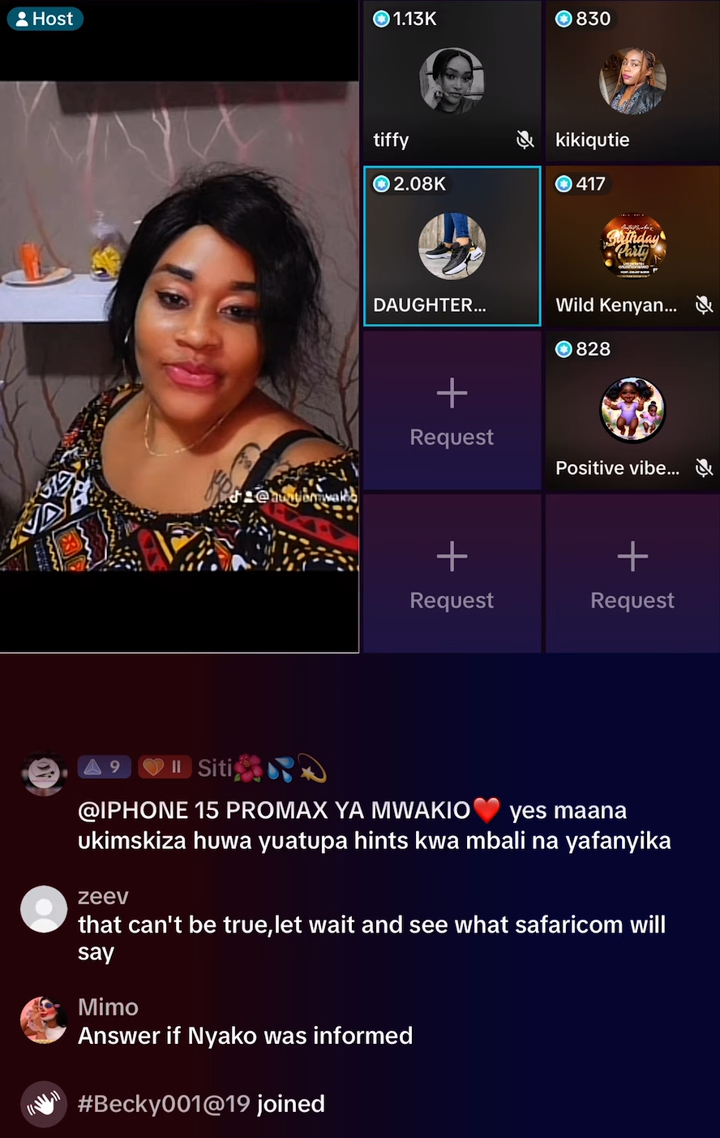 Host
1.13K
tiffy
830
kikiqutie
2.08K
DAUGHTER...
417
Birthday
Party
Wild Kenyan...
Request
828
Positive vibe...
Request
Request
9
II
Siti🌺💦💫
@IPHONE 15 PROMAX YA MWAKIO❤️ yes maana
ukimskiza huwa yuatupa hints kwa mbali na yafanyika
zeev
that can't be true,let wait and see what safaricom will
say
Mimo
Answer if Nyako was informed
#Becky001@19 joined